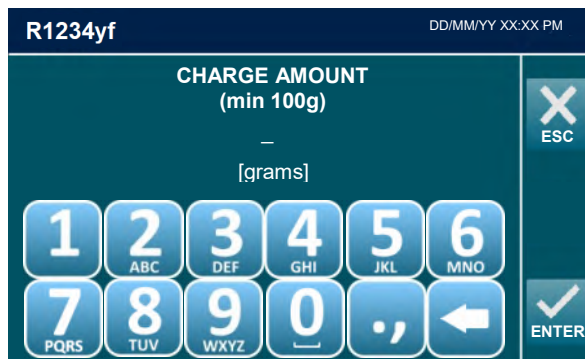 R1234yf DD/MM/YY XX:XX PM
CHARGE AMOUNT
(min 100g)
_
[grams]
ESC
1 2 3 4 5 6
ABC DEF GHI JKL MNO
7 8 9 0 .,
PQRS TUV WXYZ
ENTER